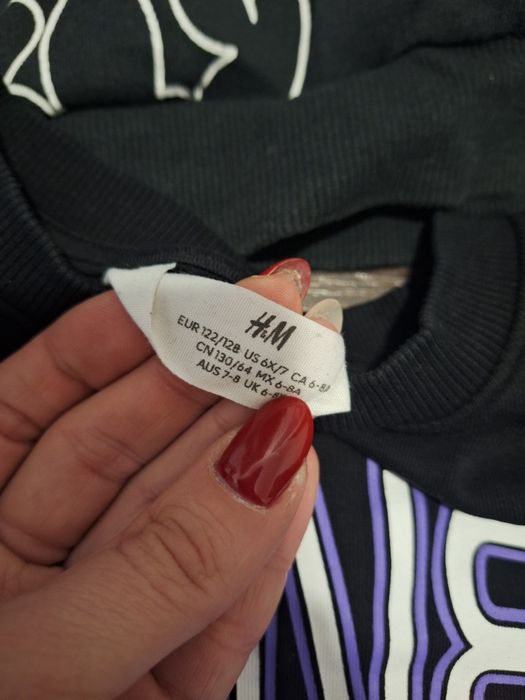 H&M
EUR 122/128 US 6X/7 CA 6-8
CN 130/64 MX 6-8A
AUS 7-8 UK 6-8